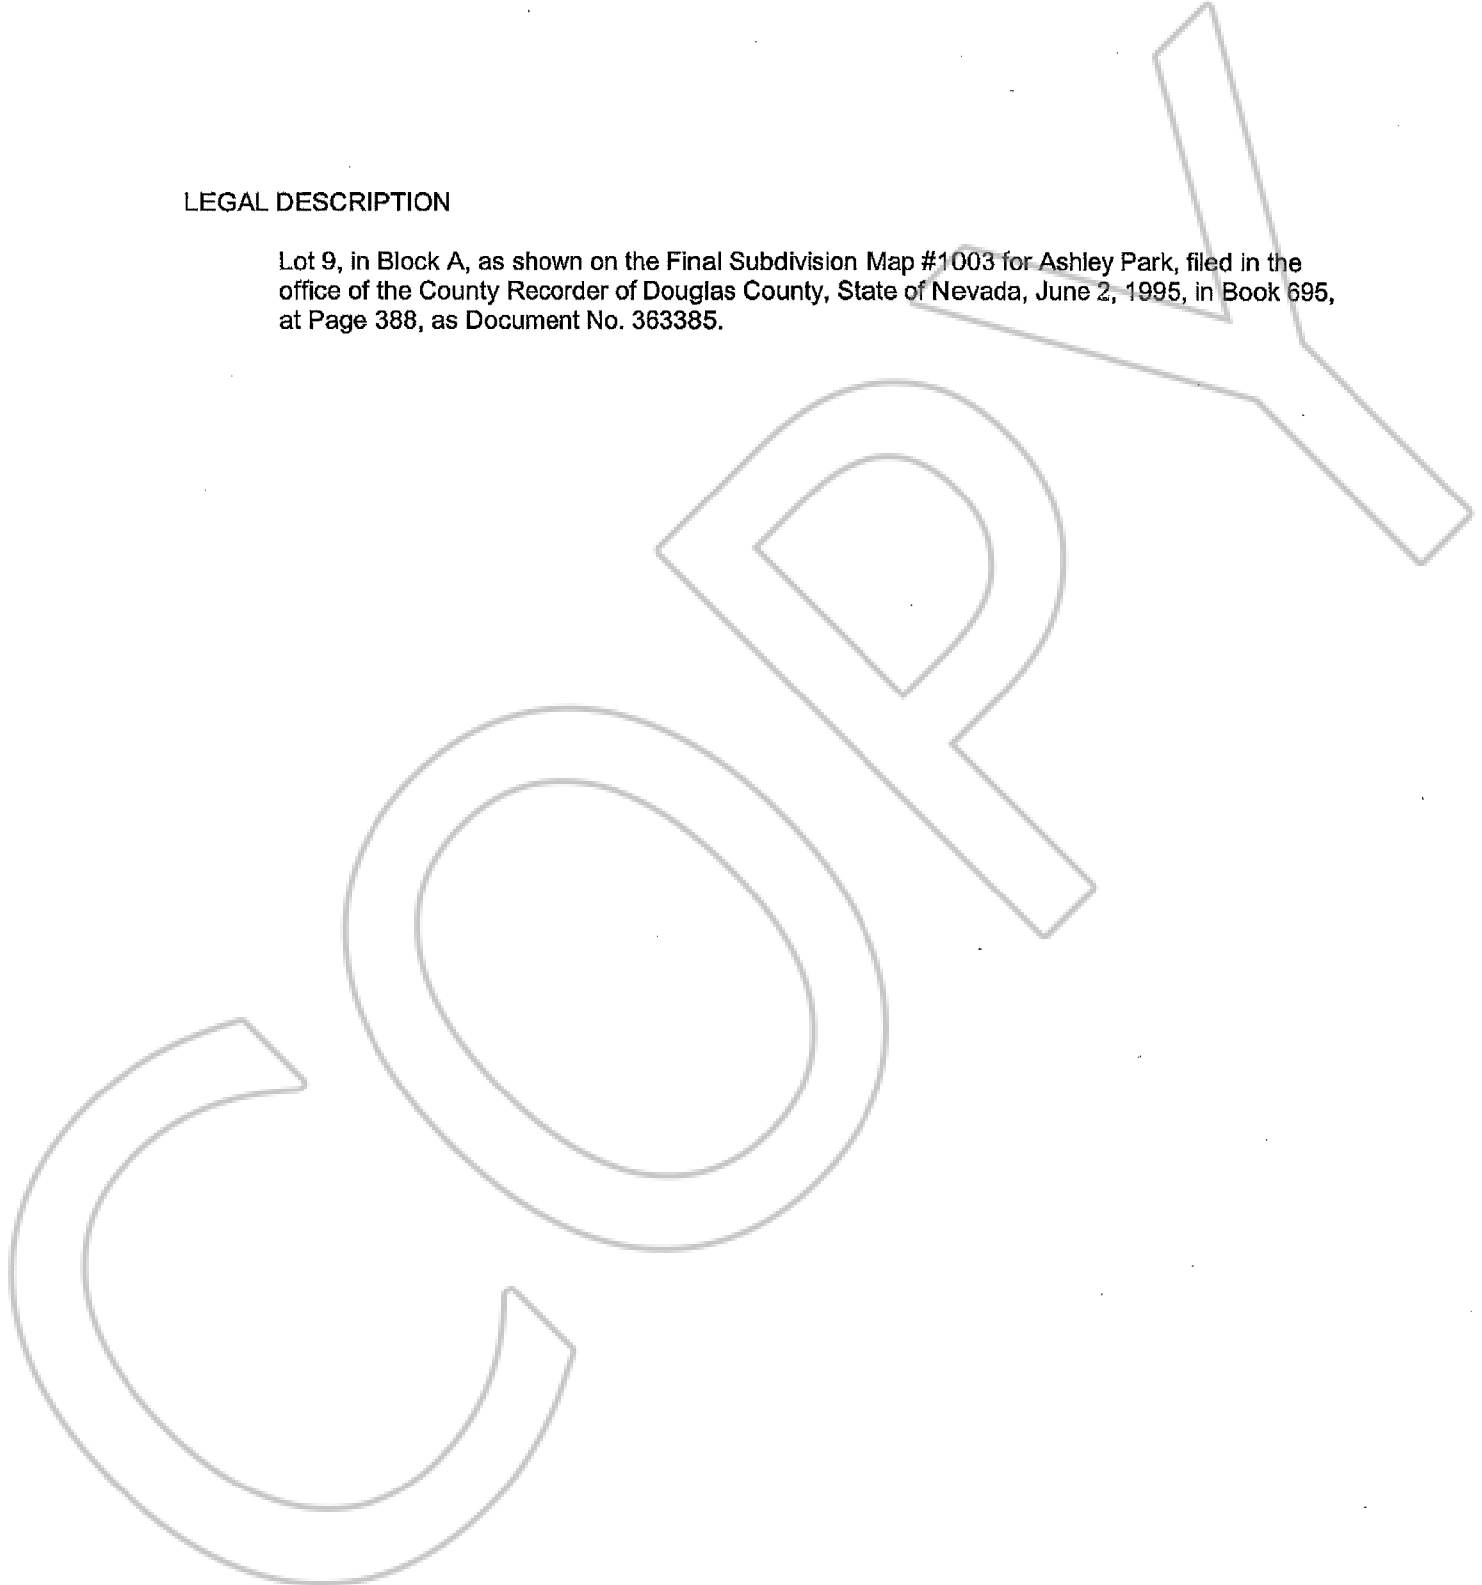 LEGAL DESCRIPTION
Lot 9, in Block A, as shown on the Final Subdivision Map #1003 for Ashley Park, filed in the
office of the County Recorder of Douglas County, State of Nevada, June 2, 1995, in Book 695,
at Page 388, as Document No. 363385.
COPY